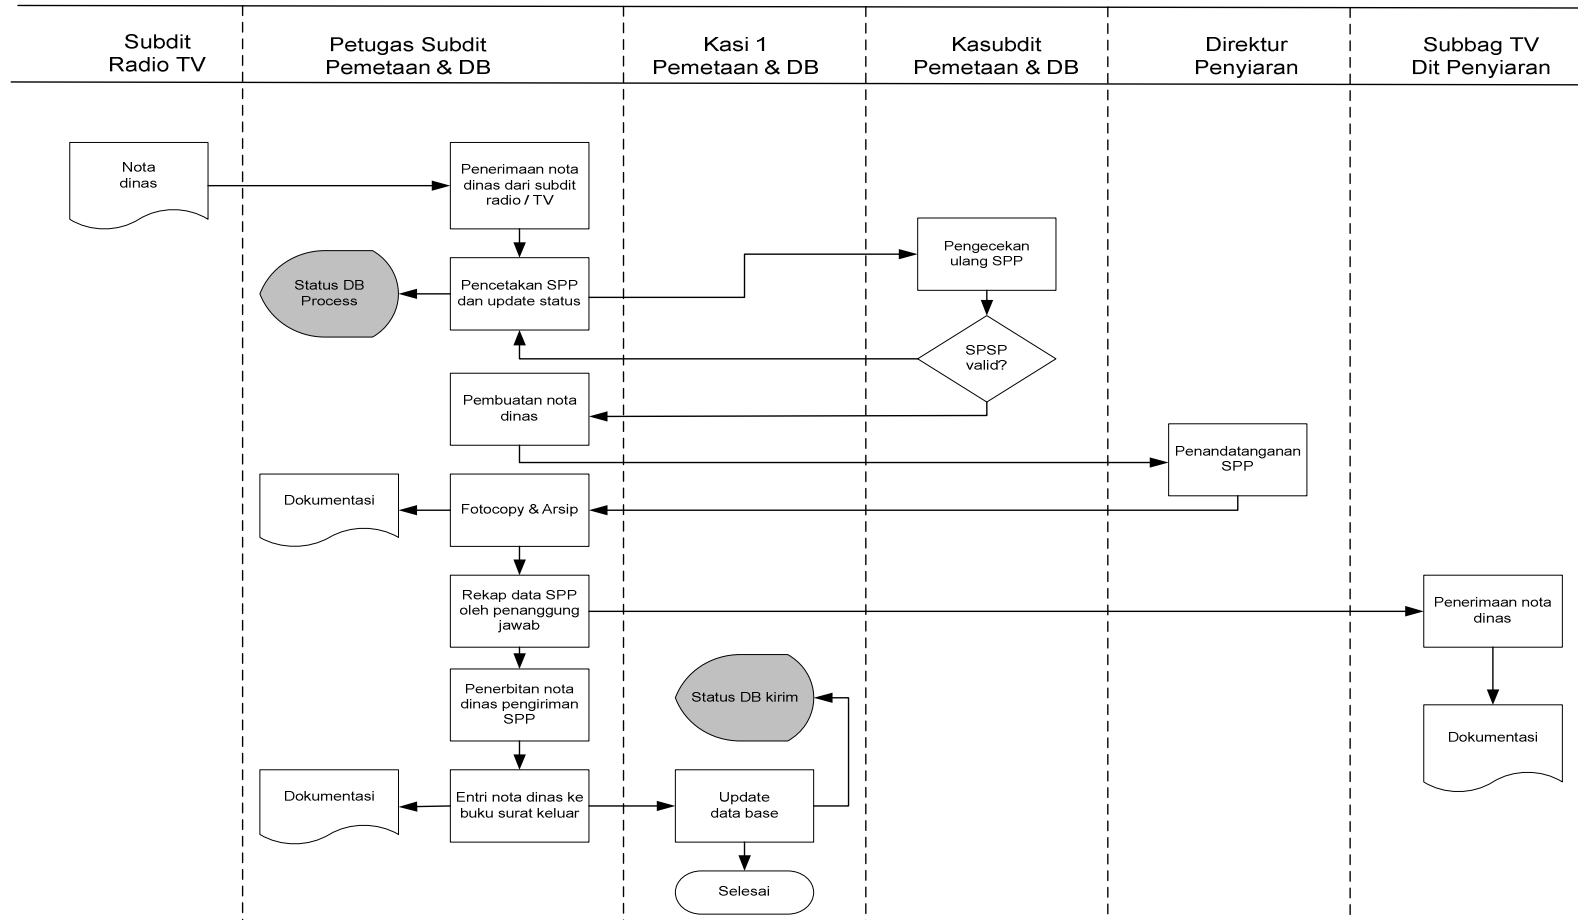 Subdit
Radio TV
Petugas Subdit
Pemetaan & DB
Kasi 1
Pemetaan & DB
Kasubdit
Pemetaan & DB
Direktur
Penyiaran
Subbag TV
Dit Penyiaran
Nota
dinas
Penerimaan nota
dinas dari subdit
radio / TV
Pengecekan
ulang SPP
Status DB
Process
Pencetakan SPP
dan update status
SPSP
valid?
Pembuatan nota
dinas
Penandatanganan
SPP
Dokumentasi
Fotocopy & Arsip
Rekap data SPP
oleh penanggung
jawab
Penerimaan nota
dinas
Penerbitan nota
dinas pengiriman
SPP
Status DB kirim
Dokumentasi
Dokumentasi
Entri nota dinas ke
buku surat keluar
Update
data base
Selesai